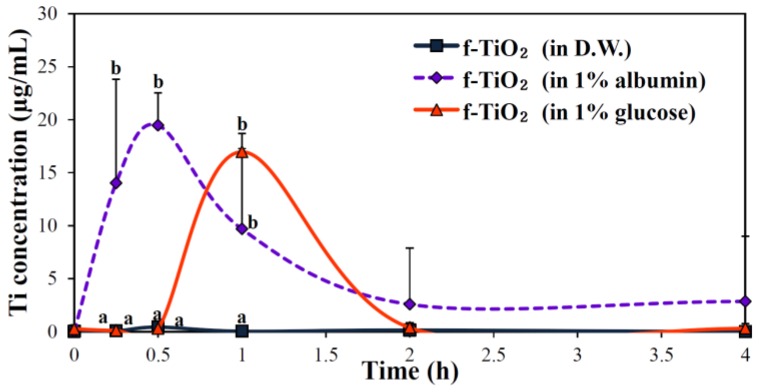 Ti concentration (µg/mL)
30
25
20
15
10
5
0
f-TiO₂ (in D.W.)
f-TiO₂ (in 1% albumin)
f-TiO₂ (in 1% glucose)
b b b
b
a a a a a
0 0.5 1 1.5 2 2.5 3 3.5 4
Time (h)